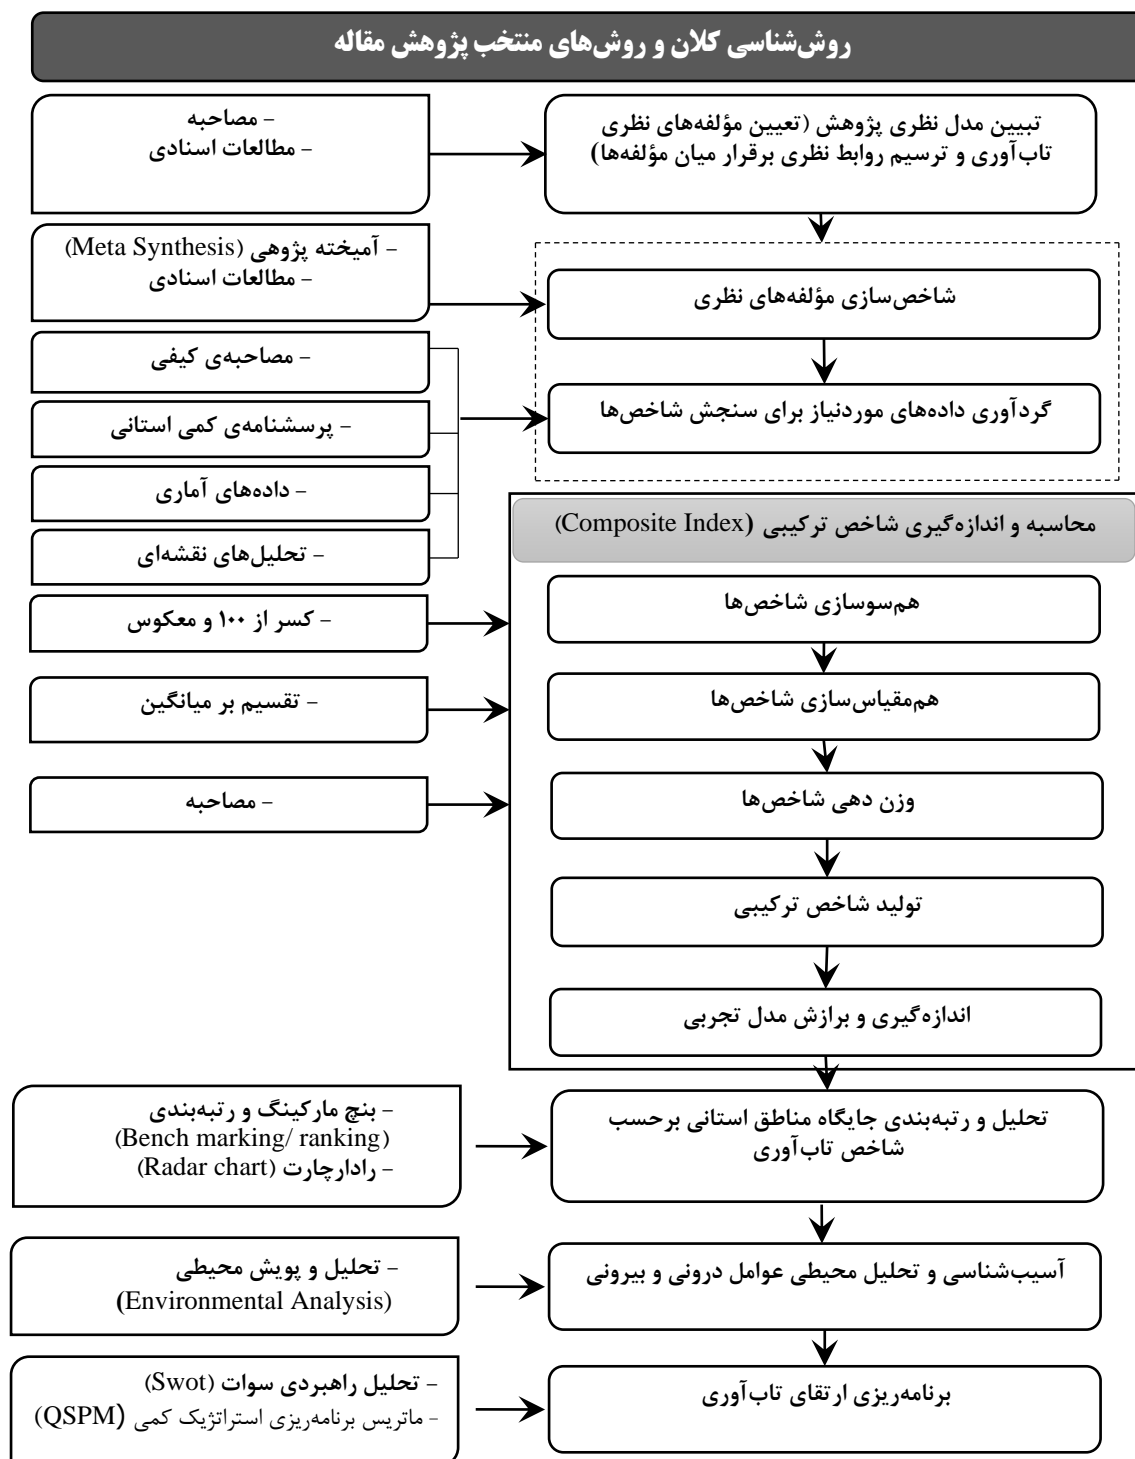 روش‌شناسی کلان و روش‌های منتخب پژوهش مقاله
تبیین مدل نظری پژوهش (تعیین مؤلفه‌های نظری
تاب‌آوری و ترسیم روابط نظری برقرار میان مؤلفه‌ها)
- مصاحبه
- مطالعات اسنادی
شاخص‌سازی مؤلفه‌های نظری
- آمیخته پژوهی (Meta Synthesis)
- مطالعات اسنادی
گردآوری داده‌های موردنیاز برای سنجش شاخص‌ها
- مصاحبه‌ی کیفی
- پرسشنامه‌ی کمی استانی
- داده‌های آماری
- تحلیل‌های نقشه‌ای
محاسبه و اندازه‌گیری شاخص ترکیبی (Composite Index)
هم‌سوسازی شاخص‌ها
- کسر از ۱۰۰ و معکوس
هم‌مقیاس‌سازی شاخص‌ها
- تقسیم بر میانگین
وزن دهی شاخص‌ها
- مصاحبه
تولید شاخص ترکیبی
اندازه‌گیری و برازش مدل تجربی
تحلیل و رتبه‌بندی جایگاه مناطق استانی برحسب
شاخص تاب‌آوری
- بنچ مارکینگ و رتبه‌بندی
(Bench marking/ ranking)
- رادارچارت (Radar chart)
آسیب‌شناسی و تحلیل محیطی عوامل درونی و بیرونی
- تحلیل و پویش محیطی
(Environmental Analysis)
برنامه‌ریزی ارتقای تاب‌آوری
- تحلیل راهبردی سوات (Swot)
- ماتریس برنامه‌ریزی استراتژیک کمی (QSPM)